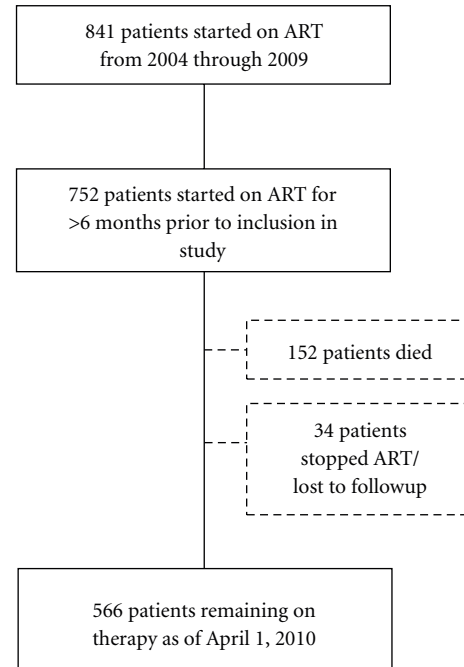 841 patients started on ART
from 2004 through 2009
752 patients started on ART for
>6 months prior to inclusion in
study
152 patients died
34 patients
stopped ART/
lost to followup
566 patients remaining on
therapy as of April 1, 2010